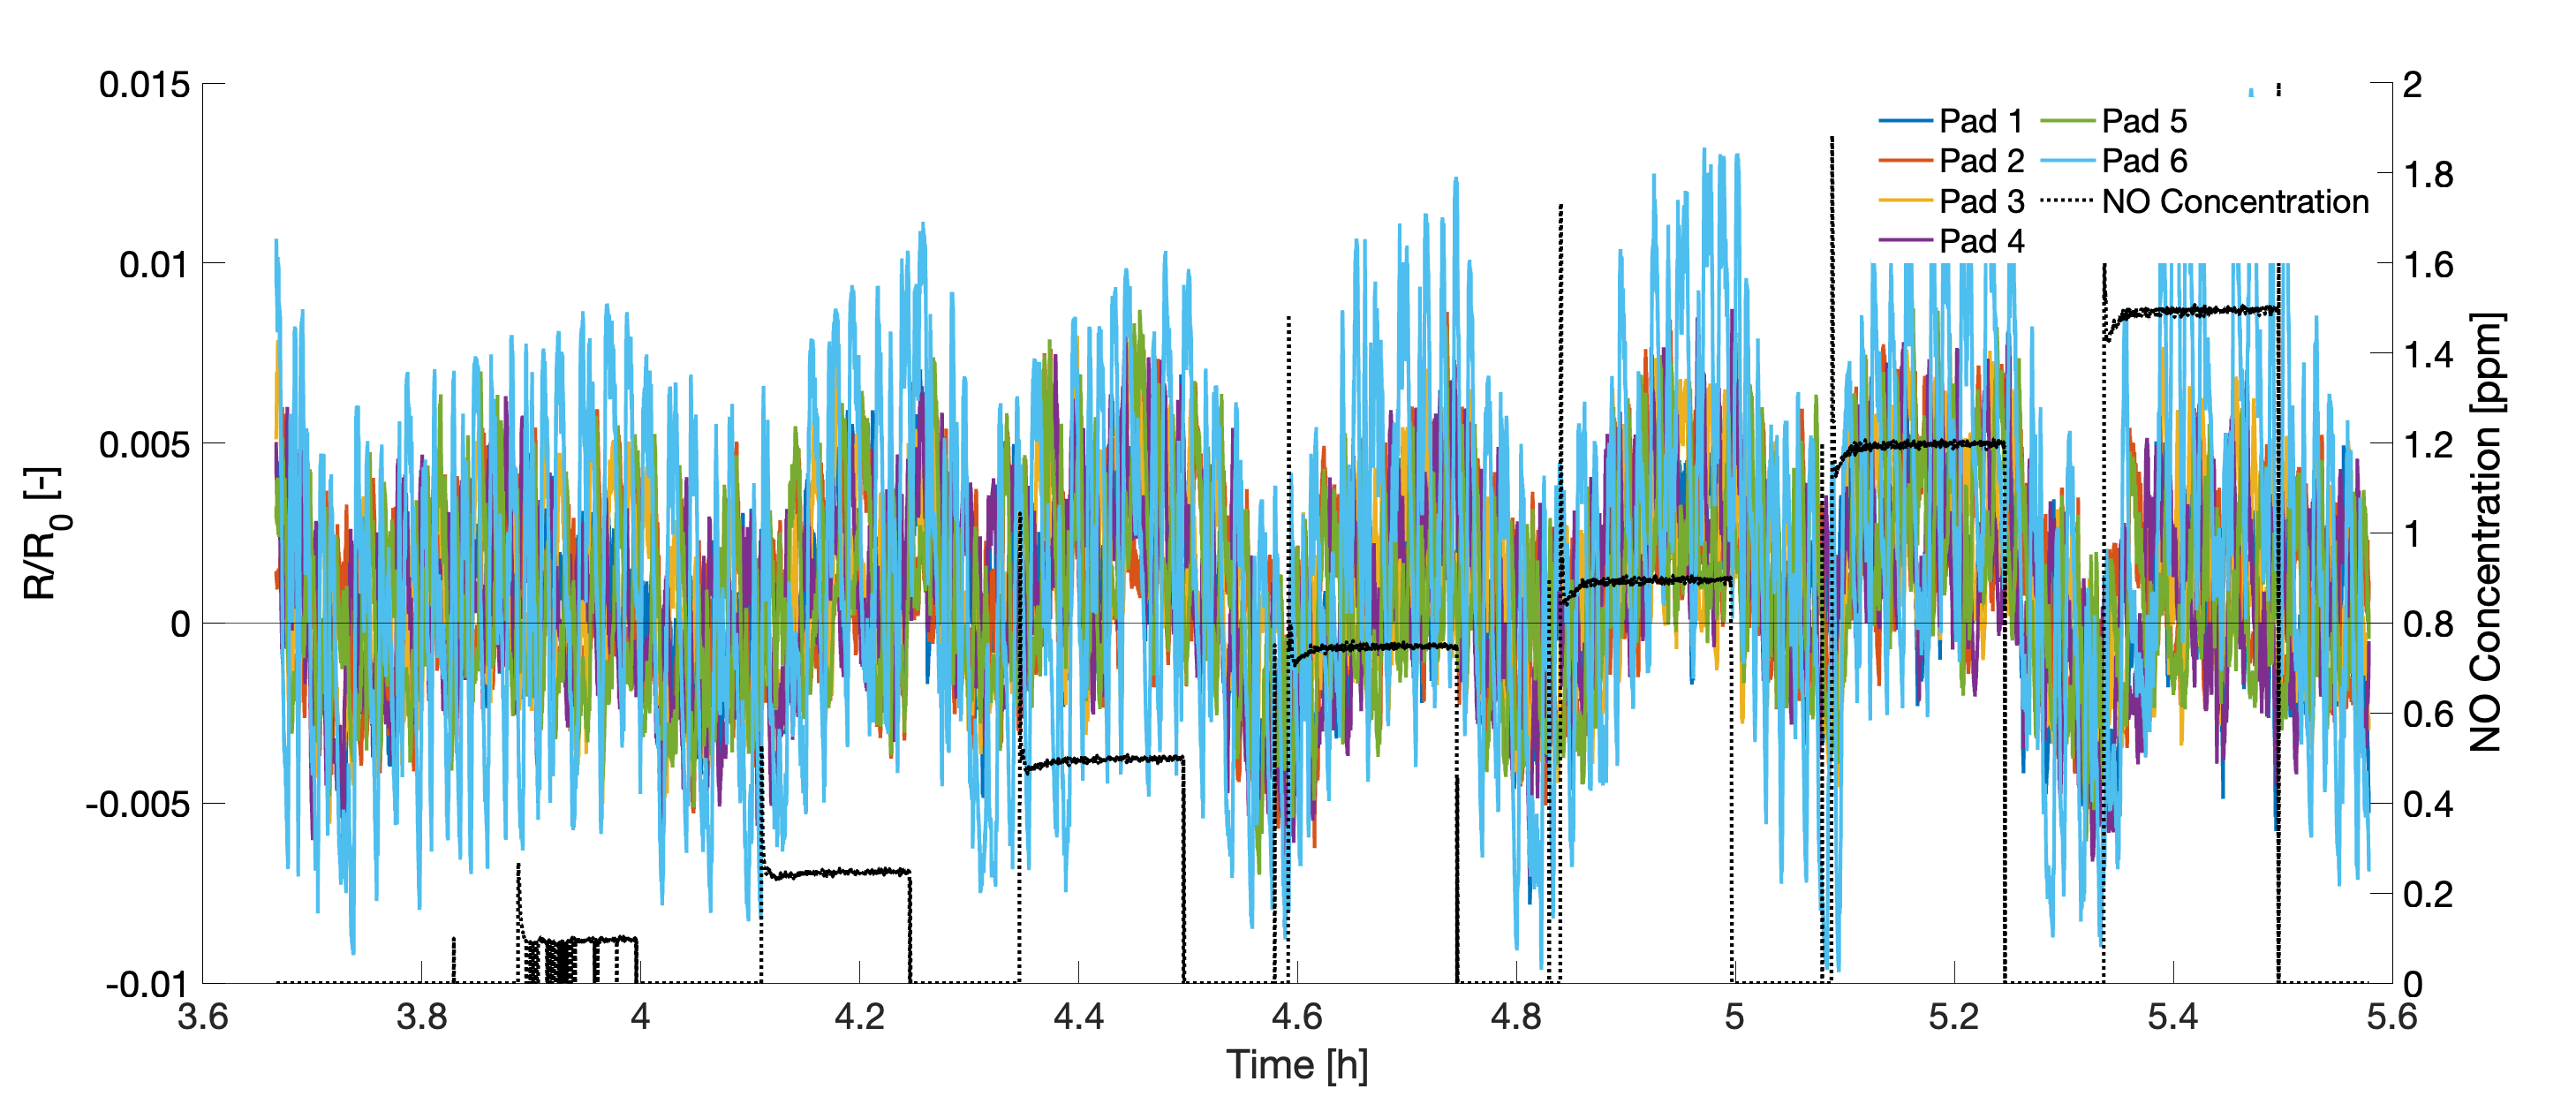 0.015
0.01
0.005
0
-0.005
-0.01
R/R0 [-]
3.6
3.8
4
4.2
4.4
4.6
4.8
5
5.2
5.4
5.6
Time [h]
2
1.8
1.6
1.4
1.2
1
0.8
0.6
0.4
0.2
0
NO Concentration [ppm]
Pad 1
Pad 2
Pad 3
Pad 4
Pad 5
Pad 6
NO Concentration